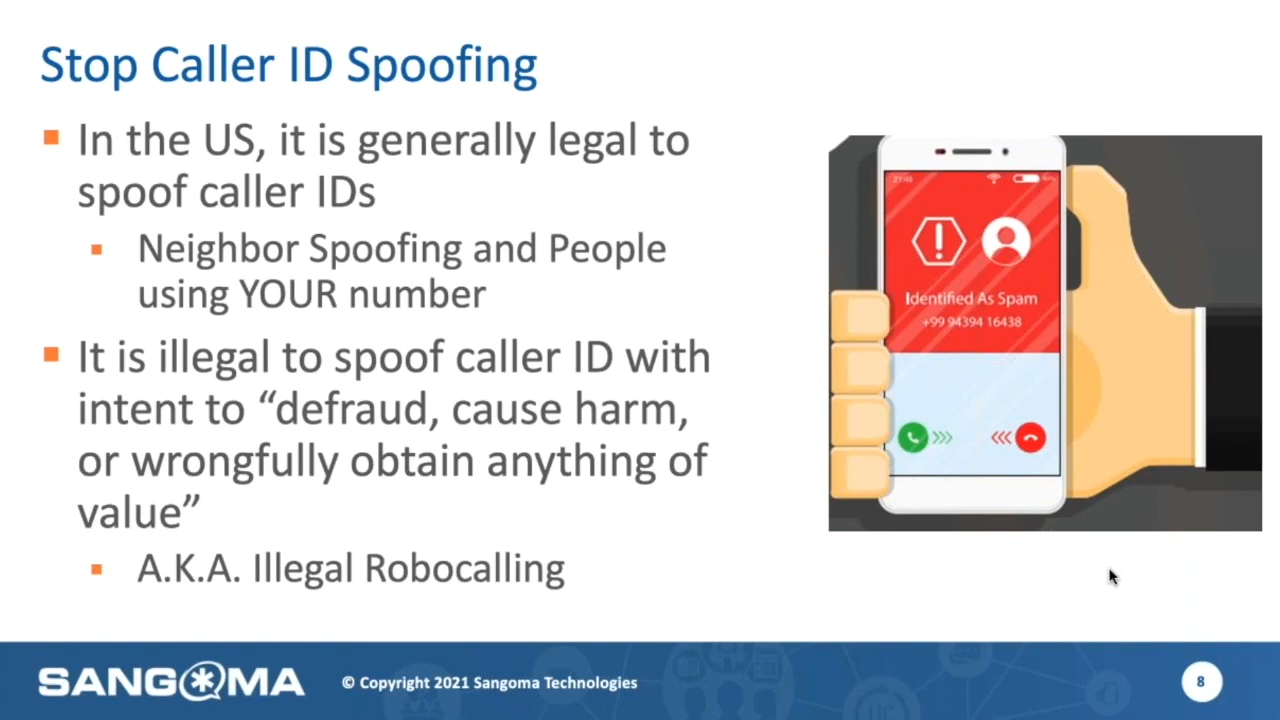 Stop Caller ID Spoofing
In the US, it is generally legal to
spoof caller IDs
Neighbor Spoofing and People
using YOUR number
It is illegal to spoof caller ID with
intent to “defraud, cause harm,
or wrongfully obtain anything of
value”
A.K.A. Illegal Robocalling
Identified As Spam
+99 94394 16438
SANGOMA
© Copyright 2021 Sangoma Technologies
8